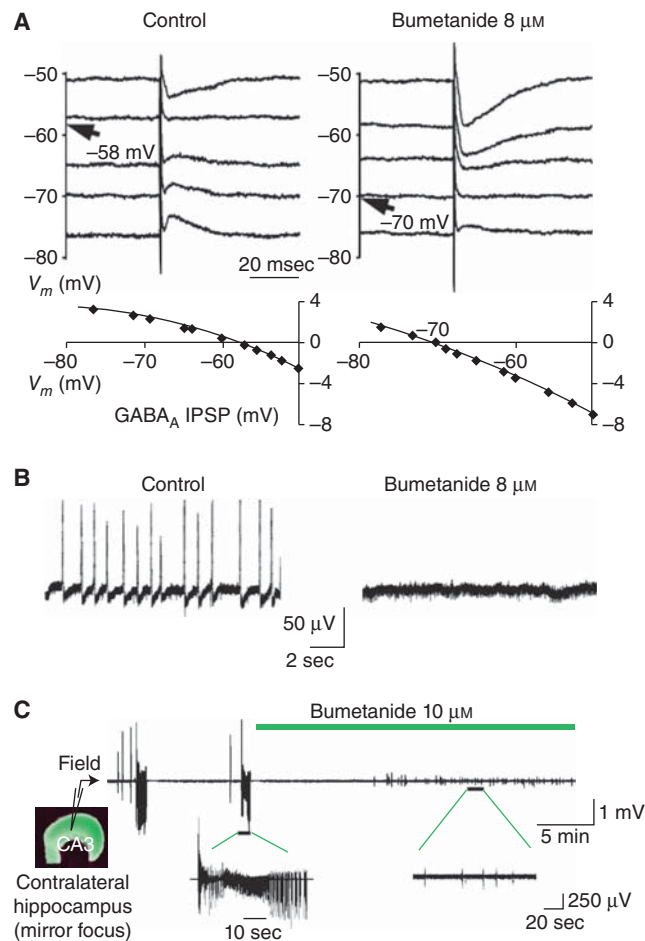 A
Control
Bumetanide 8 μM
−50
−60
−70
−80
−58 mV
20 msec
−50
−60
−70
−80
−70 mV
V_m (mV)
4
0
−4
−8
−80
−70
−60
V_m (mV)
GABA_A IPSP (mV)
4
0
−4
−8
−80
−70
−60
B
Control
Bumetanide 8 μM
50 μV
2 sec
C
Bumetanide 10 μM
Field
CA3
1 mV
5 min
Contralateral
hippocampus
(mirror focus)
10 sec
250 μV
20 sec